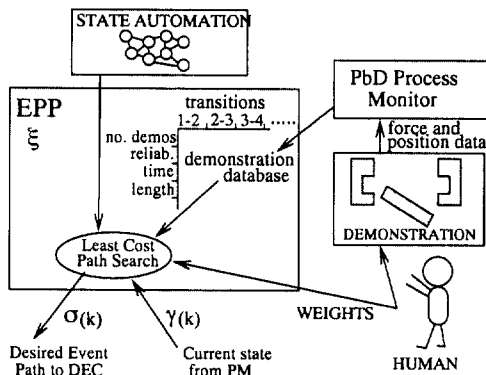 STATE AUTOMATION
EPP
ξ
transitions
1-2 2-3, 3-4, ......
no. demos
reliab.
time
length
demonstration
database
PbD Process
Monitor
force and
position data
DEMONSTRATION
Least Cost
Path Search
WEIGHTS
HUMAN
σ(k)
γ(k)
Desired Event
Path to DEC
Current state
from PM